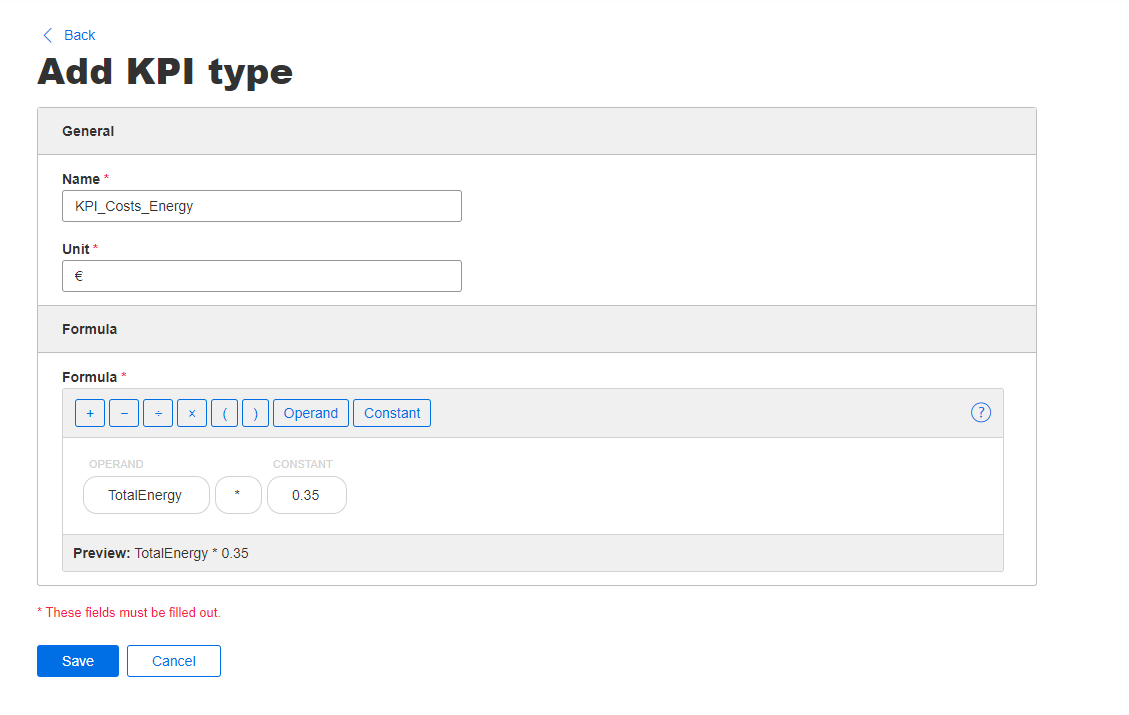 Back
Add KPI type
General
Name *
KPI_Costs_Energy
Unit *
€
Formula
Formula *
+ − ÷ × ( ) Operand Constant ?
OPERAND CONSTANT
TotalEnergy * 0.35
Preview: TotalEnergy * 0.35
* These fields must be filled out.
Save Cancel